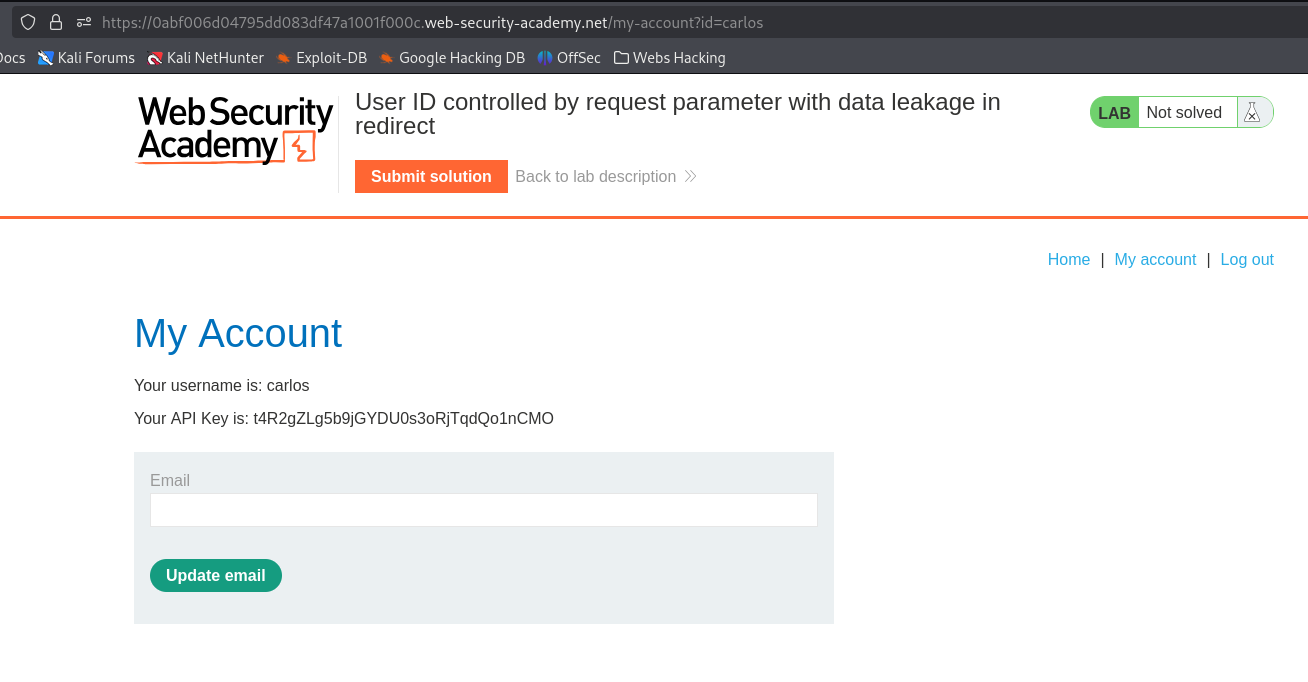 https://0abf006d04795dd083df47a1001f000c.web-security-academy.net/my-account?id=carlos
Docs Kali Forums Kali NetHunter Exploit-DB Google Hacking DB OffSec Webs Hacking
Web Security
Academy
User ID controlled by request parameter with data leakage in
redirect
LAB Not solved
Submit solution Back to lab description
Home | My account | Log out
My Account
Your username is: carlos
Your API Key is: t4R2gZLg5b9jGYDU0s3oRjTqdQo1nCMO
Email
Update email